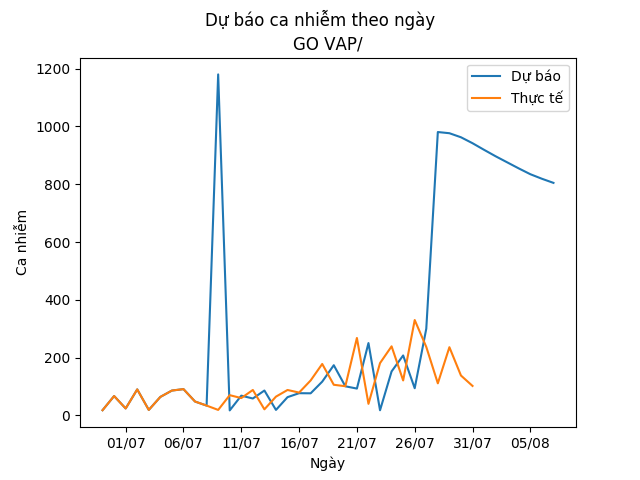 Dự báo ca nhiễm theo ngày
GO VAP/
Dự báo
Thực tế
Ca nhiễm
1200
1000
800
600
400
200
0
01/07 06/07 11/07 16/07 21/07 26/07 31/07 05/08
Ngày